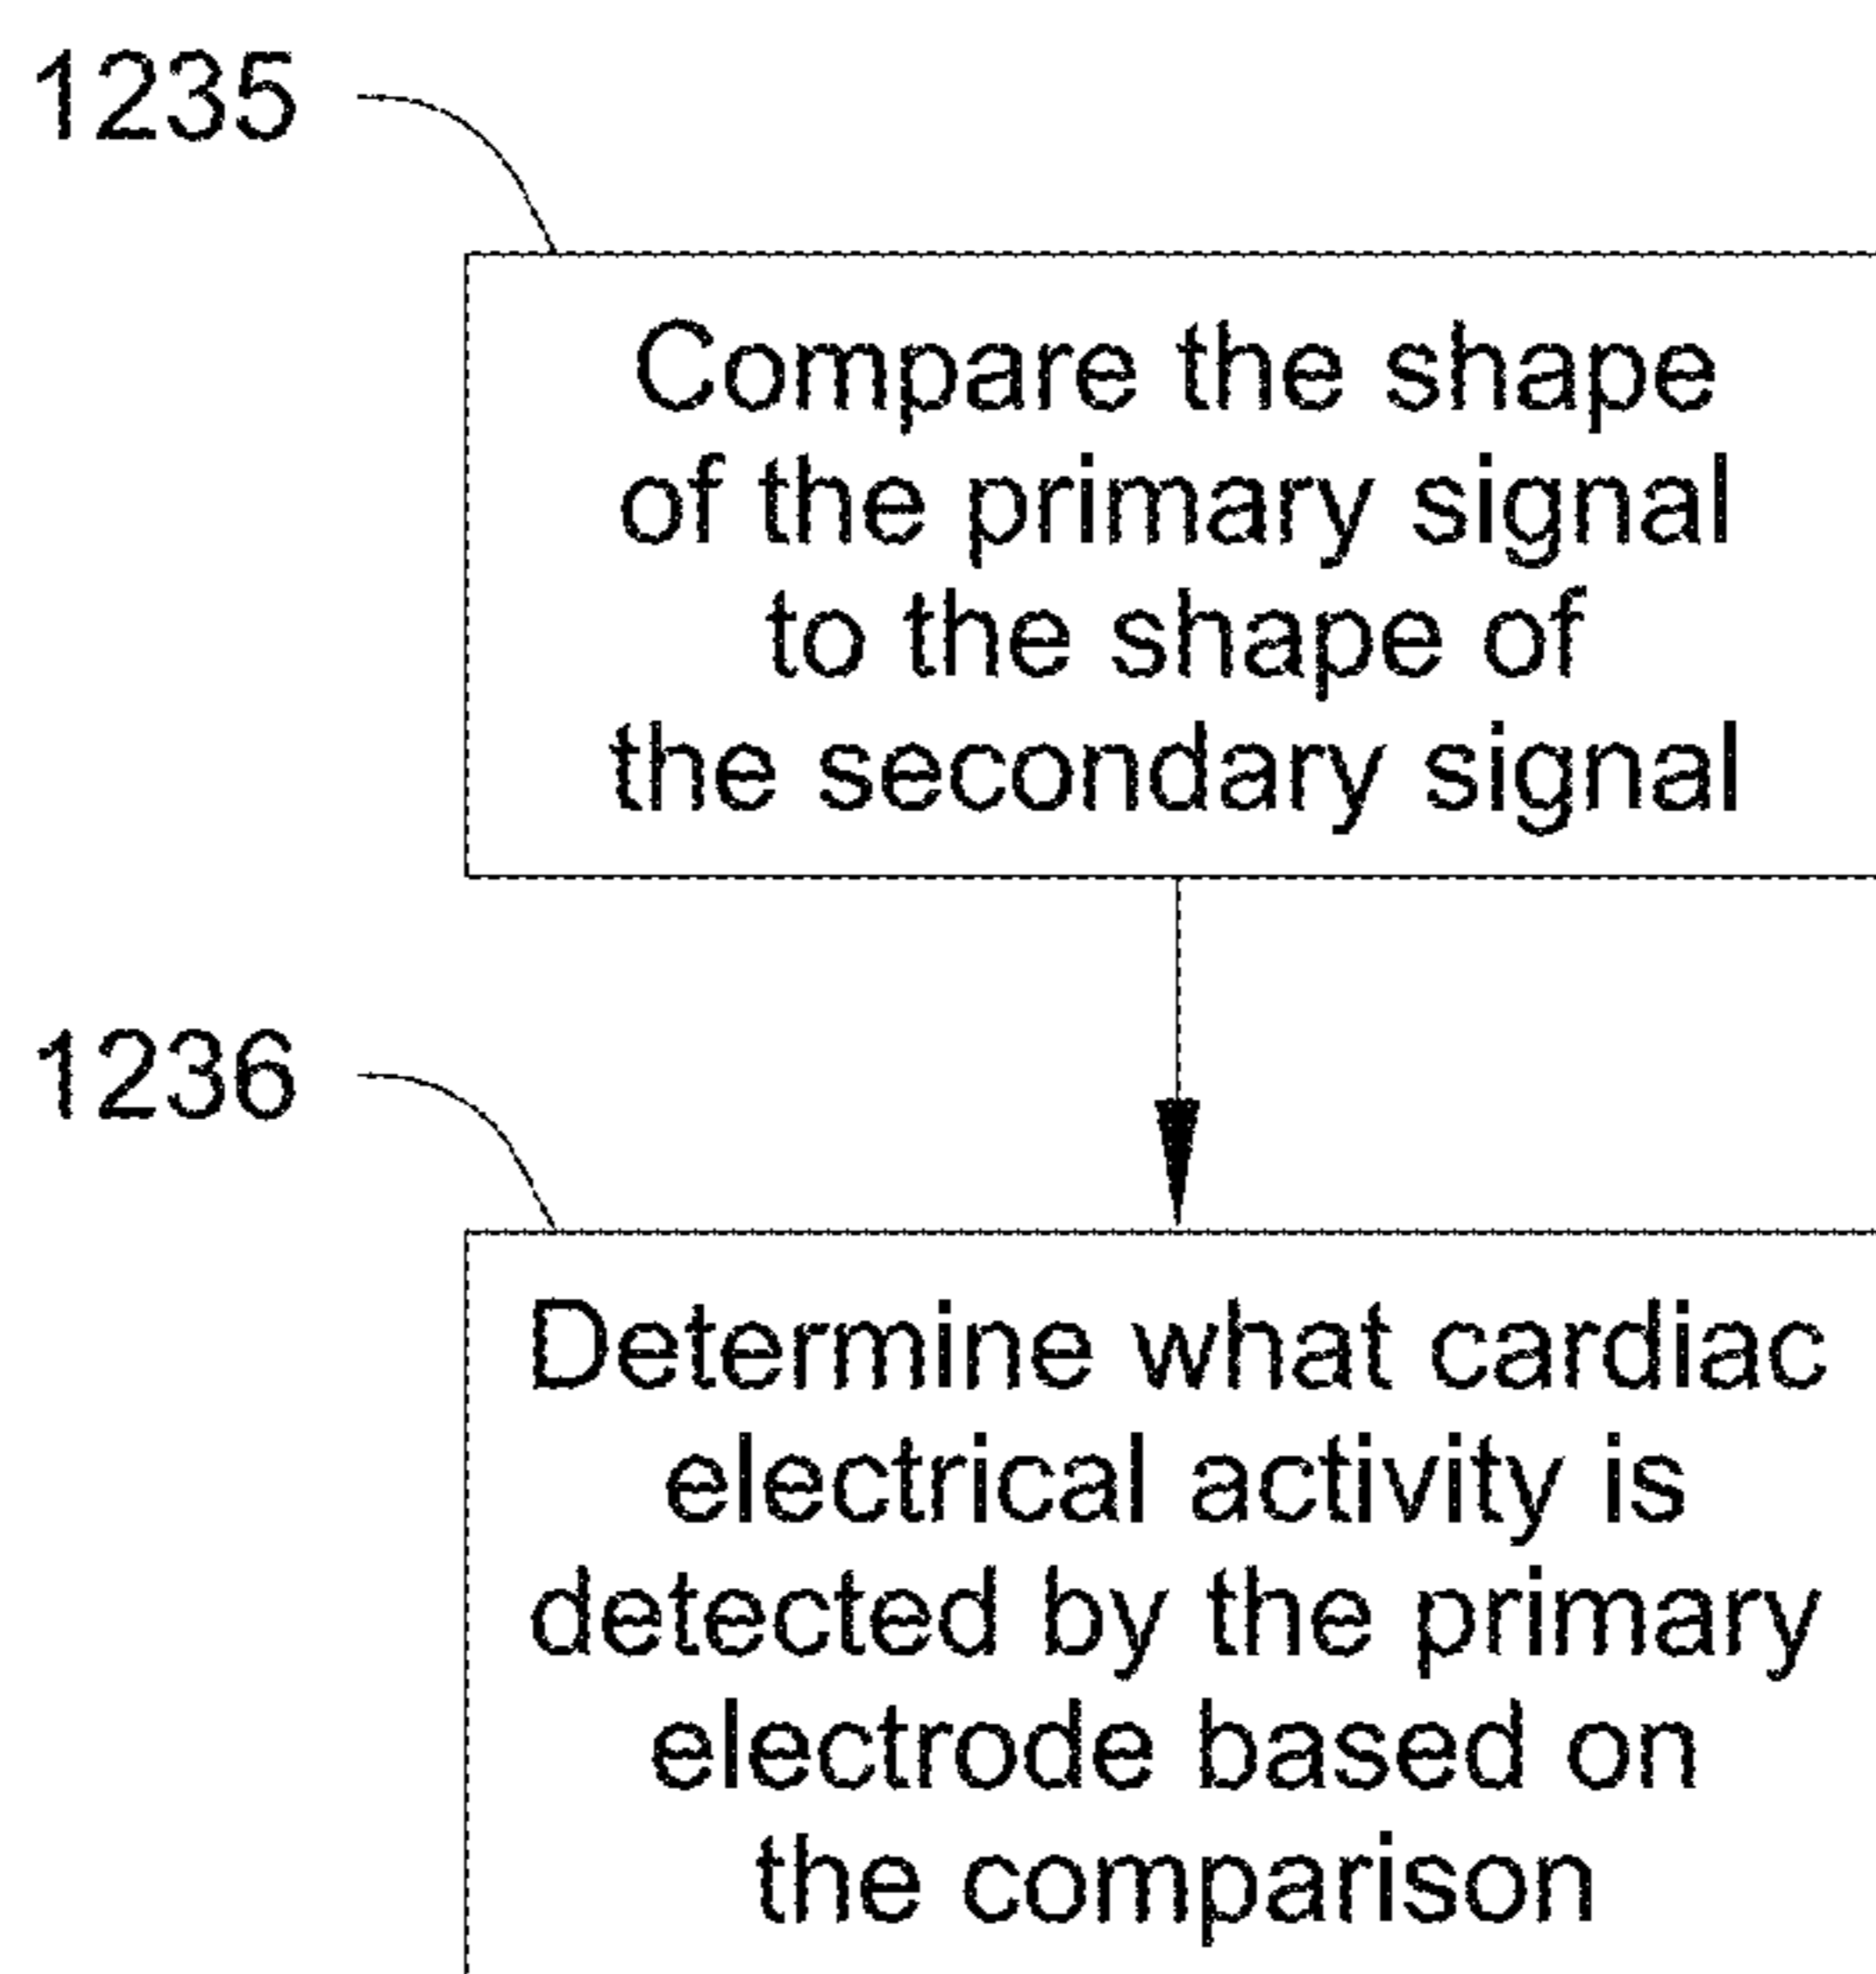 1235
Compare the shape
of the primary signal
to the shape of
the secondary signal
1236
Determine what cardiac
electrical activity is
detected by the primary
electrode based on
the comparison